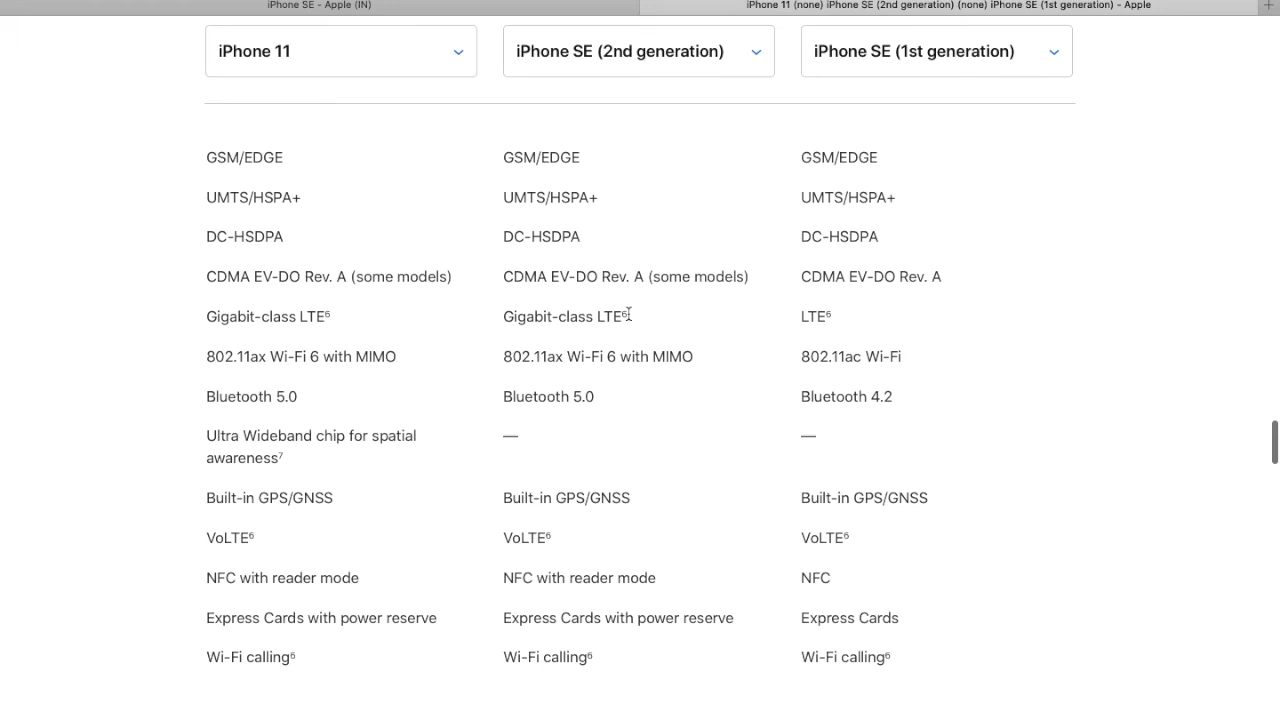 iPhone SE - Apple (IN)
iPhone 11 (none) iPhone SE (2nd generation) (none) iPhone SE (1st generation) - Apple
iPhone 11
iPhone SE (2nd generation)
iPhone SE (1st generation)
GSM/EDGE
GSM/EDGE
GSM/EDGE
UMTS/HSPA+
UMTS/HSPA+
UMTS/HSPA+
DC-HSDPA
DC-HSDPA
DC-HSDPA
CDMA EV-DO Rev. A (some models)
CDMA EV-DO Rev. A (some models)
CDMA EV-DO Rev. A
Gigabit-class LTE⁶
Gigabit-class LTE⁶
LTE⁶
802.11ax Wi-Fi 6 with MIMO
802.11ax Wi-Fi 6 with MIMO
802.11ac Wi-Fi
Bluetooth 5.0
Bluetooth 5.0
Bluetooth 4.2
Ultra Wideband chip for spatial
awareness⁷
—
—
Built-in GPS/GNSS
Built-in GPS/GNSS
Built-in GPS/GNSS
VoLTE⁶
VoLTE⁶
VoLTE⁶
NFC with reader mode
NFC with reader mode
NFC
Express Cards with power reserve
Express Cards with power reserve
Express Cards
Wi-Fi calling⁶
Wi-Fi calling⁶
Wi-Fi calling⁶